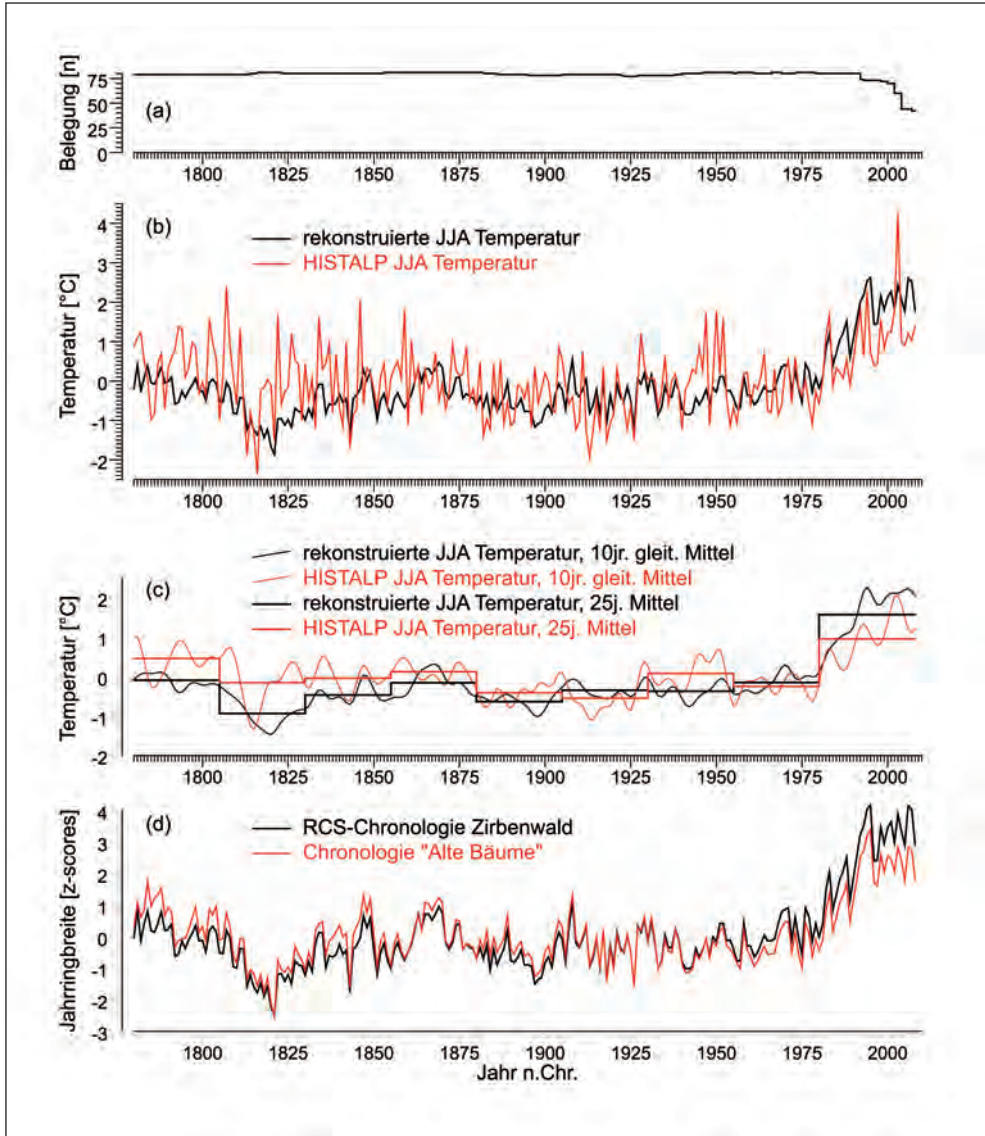 Belegung [n]
75
50
25
0
(a)
1800 1825 1850 1875 1900 1925 1950 1975 2000
Temperatur [°C]
4
3
2
1
0
-1
-2
(b)
rekonstruierte JJA Temperatur
HISTALP JJA Temperatur
1800 1825 1850 1875 1900 1925 1950 1975 2000
rekonstruierte JJA Temperatur, 10jr. gleit. Mittel
HISTALP JJA Temperatur, 10jr. gleit. Mittel
rekonstruierte JJA Temperatur, 25j. Mittel
HISTALP JJA Temperatur, 25j. Mittel
Temperatur [°C]
2
1
0
-1
-2
(c)
1800 1825 1850 1875 1900 1925 1950 1975 2000
Jahrringbreite [z-scores]
4
3
2
1
0
-1
-2
-3
(d)
RCS-Chronologie Zirbenwald
Chronologie "Alte Bäume"
1800 1825 1850 1875 1900 1925 1950 1975 2000
Jahr n.Chr.